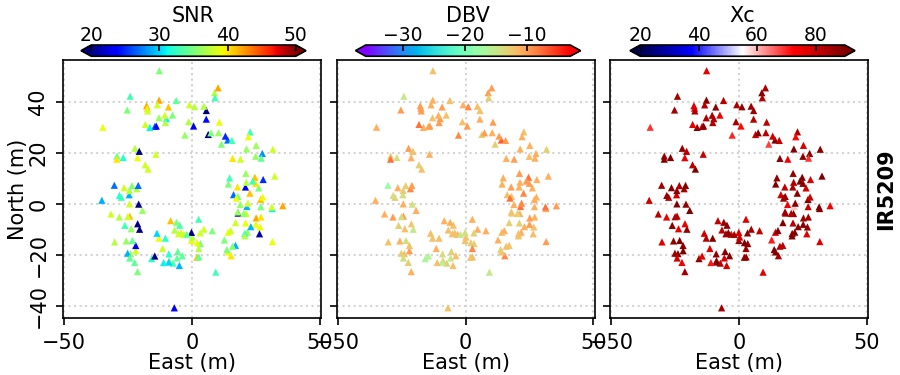 SNR DBV Xc
20 30 40 50 −30 −20 −10 20 40 60 80
40
20
0
−20
−40
North (m)
−50 0 50 −50 0 50 −50 0 50
East (m) East (m) East (m)
IR5209